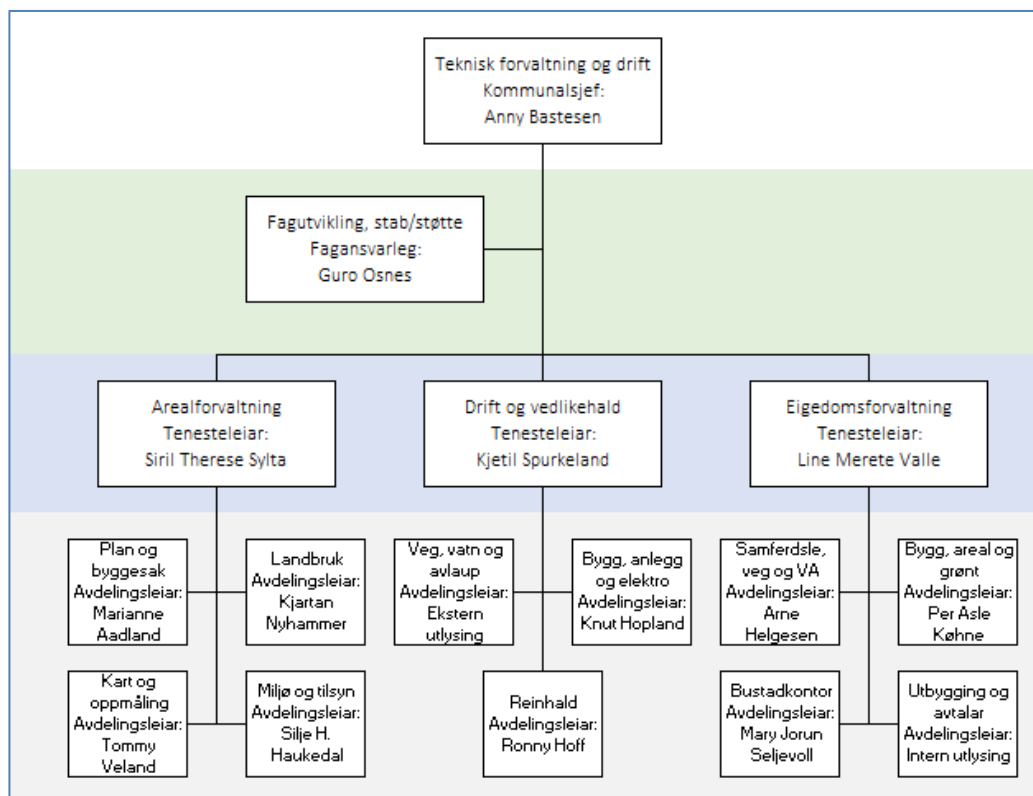 Teknisk forvaltning og drift
Kommunalsjef:
Anny Bastesen
Fagutvikling, stab/støtte
Fagansvarleg:
Guro Osnes
Arealforvaltning
Tenesteleiar:
Siril Therese Sylta
Drift og vedlikehald
Tenesteleiar:
Kjetil Spurkeland
Eigedomsforvaltning
Tenesteleiar:
Line Merete Valle
Plan og
byggesak
Avdelingsleiar:
Marianne
Aadland
Landbruk
Avdelingsleiar:
Kjartan
Nyhammer
Veg, vatn og
avlaup
Avdelingsleiar:
Ekstern
utlysing
Bygg, anlegg
og elektro
Avdelingsleiar:
Knut Hopland
Samferdsle,
veg og VA
Avdelingsleiar:
Arne
Helgesen
Bygg, areal og
grønt
Avdelingsleiar:
Per Asle
Køhne
Kart og
oppmåling
Avdelingsleiar:
Tommy
Veland
Miljø og tilsyn
Avdelingsleiar:
Silje H.
Haukedal
Reinhald
Avdelingsleiar:
Ronny Hoff
Bustadkontor
Avdelingsleiar:
Mary Jorun
Seljevoll
Utbygging og
avtalar
Avdelingsleiar:
Intern utlysing